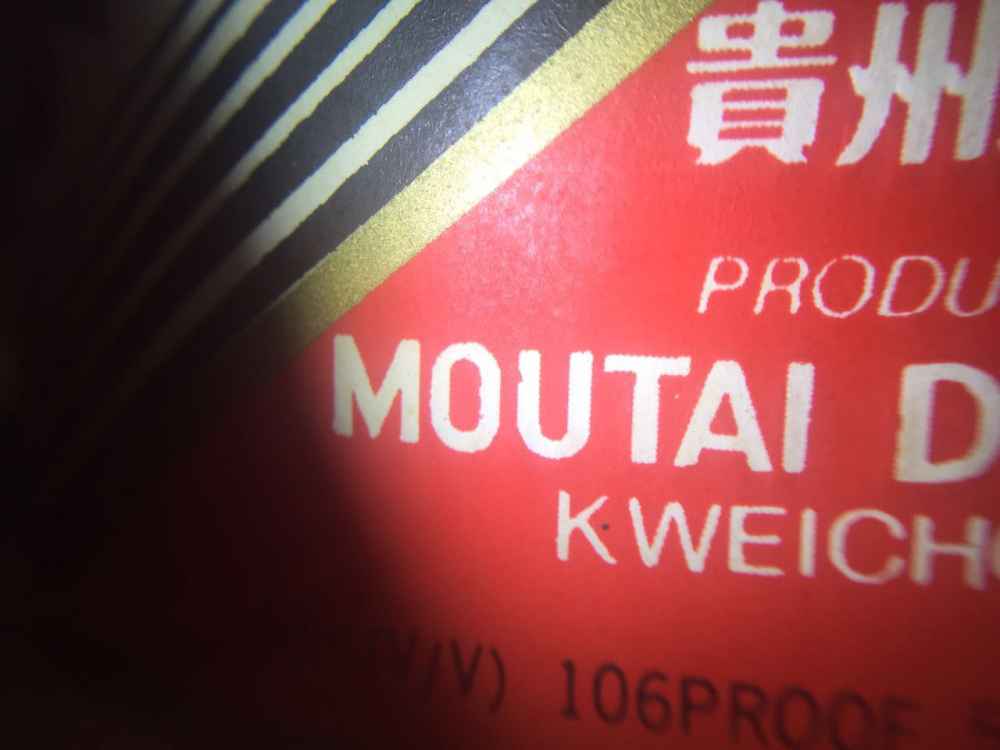 貴州
PRODU
MOUTAI D
KWEICH
V/V) 106PROOF